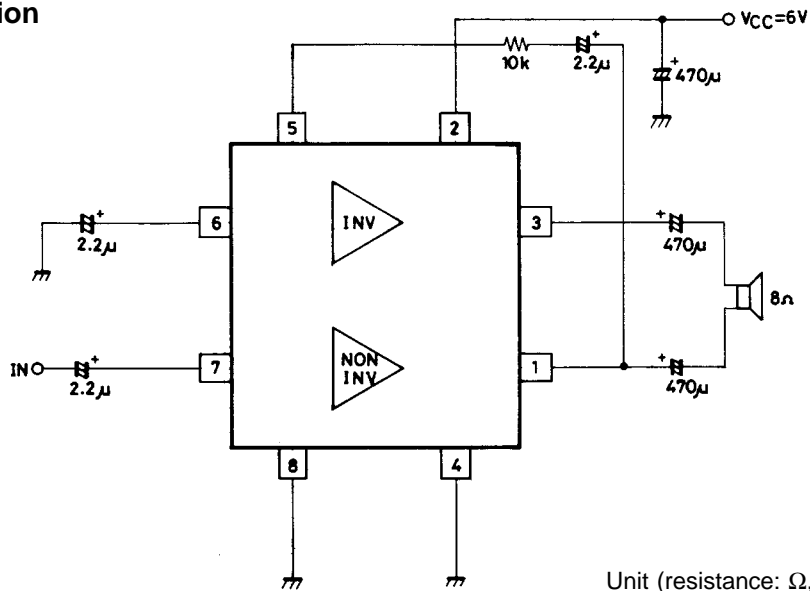 ion
VCC=6V
10k
+
2.2μ
+
470μ
5
2
6
+
2.2μ
INV
3
+
470μ
8Ω
IN
+
2.2μ
7
NON
INV
1
+
470μ
8
4
Unit (resistance: Ω,